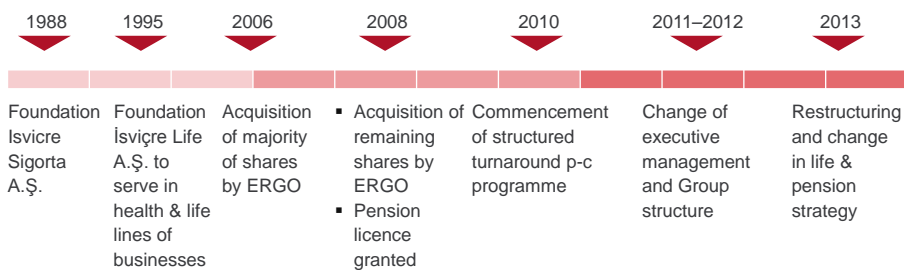 1988
1995
2006
2008
2010
2011–2012
2013
Foundation
Isvicre
Sigorta
A.Ş.
Foundation
İsviçre Life
A.Ş. to
serve in
health & life
lines of
businesses
Acquisition
of majority
of shares
by ERGO
▪ Acquisition of
remaining
shares by
ERGO
▪ Pension
licence
granted
Commencement
of structured
turnaround p-c
programme
Change of
executive
management
and Group
structure
Restructuring
and change
in life &
pension
strategy